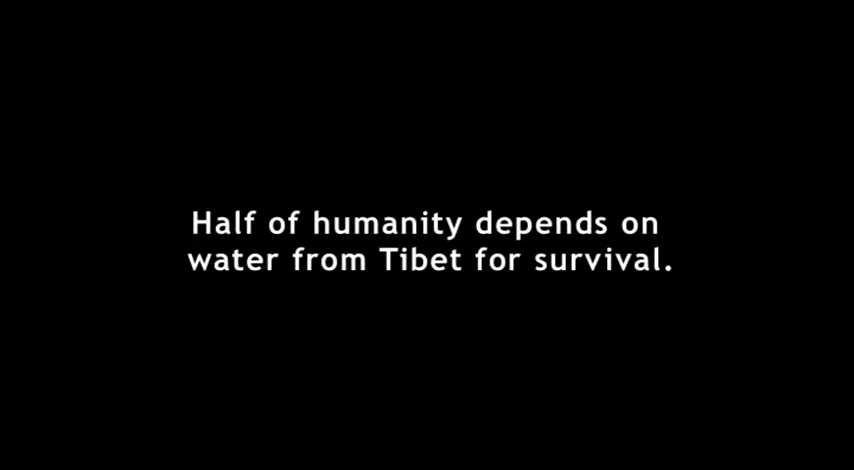 Half of humanity depends on
water from Tibet for survival.